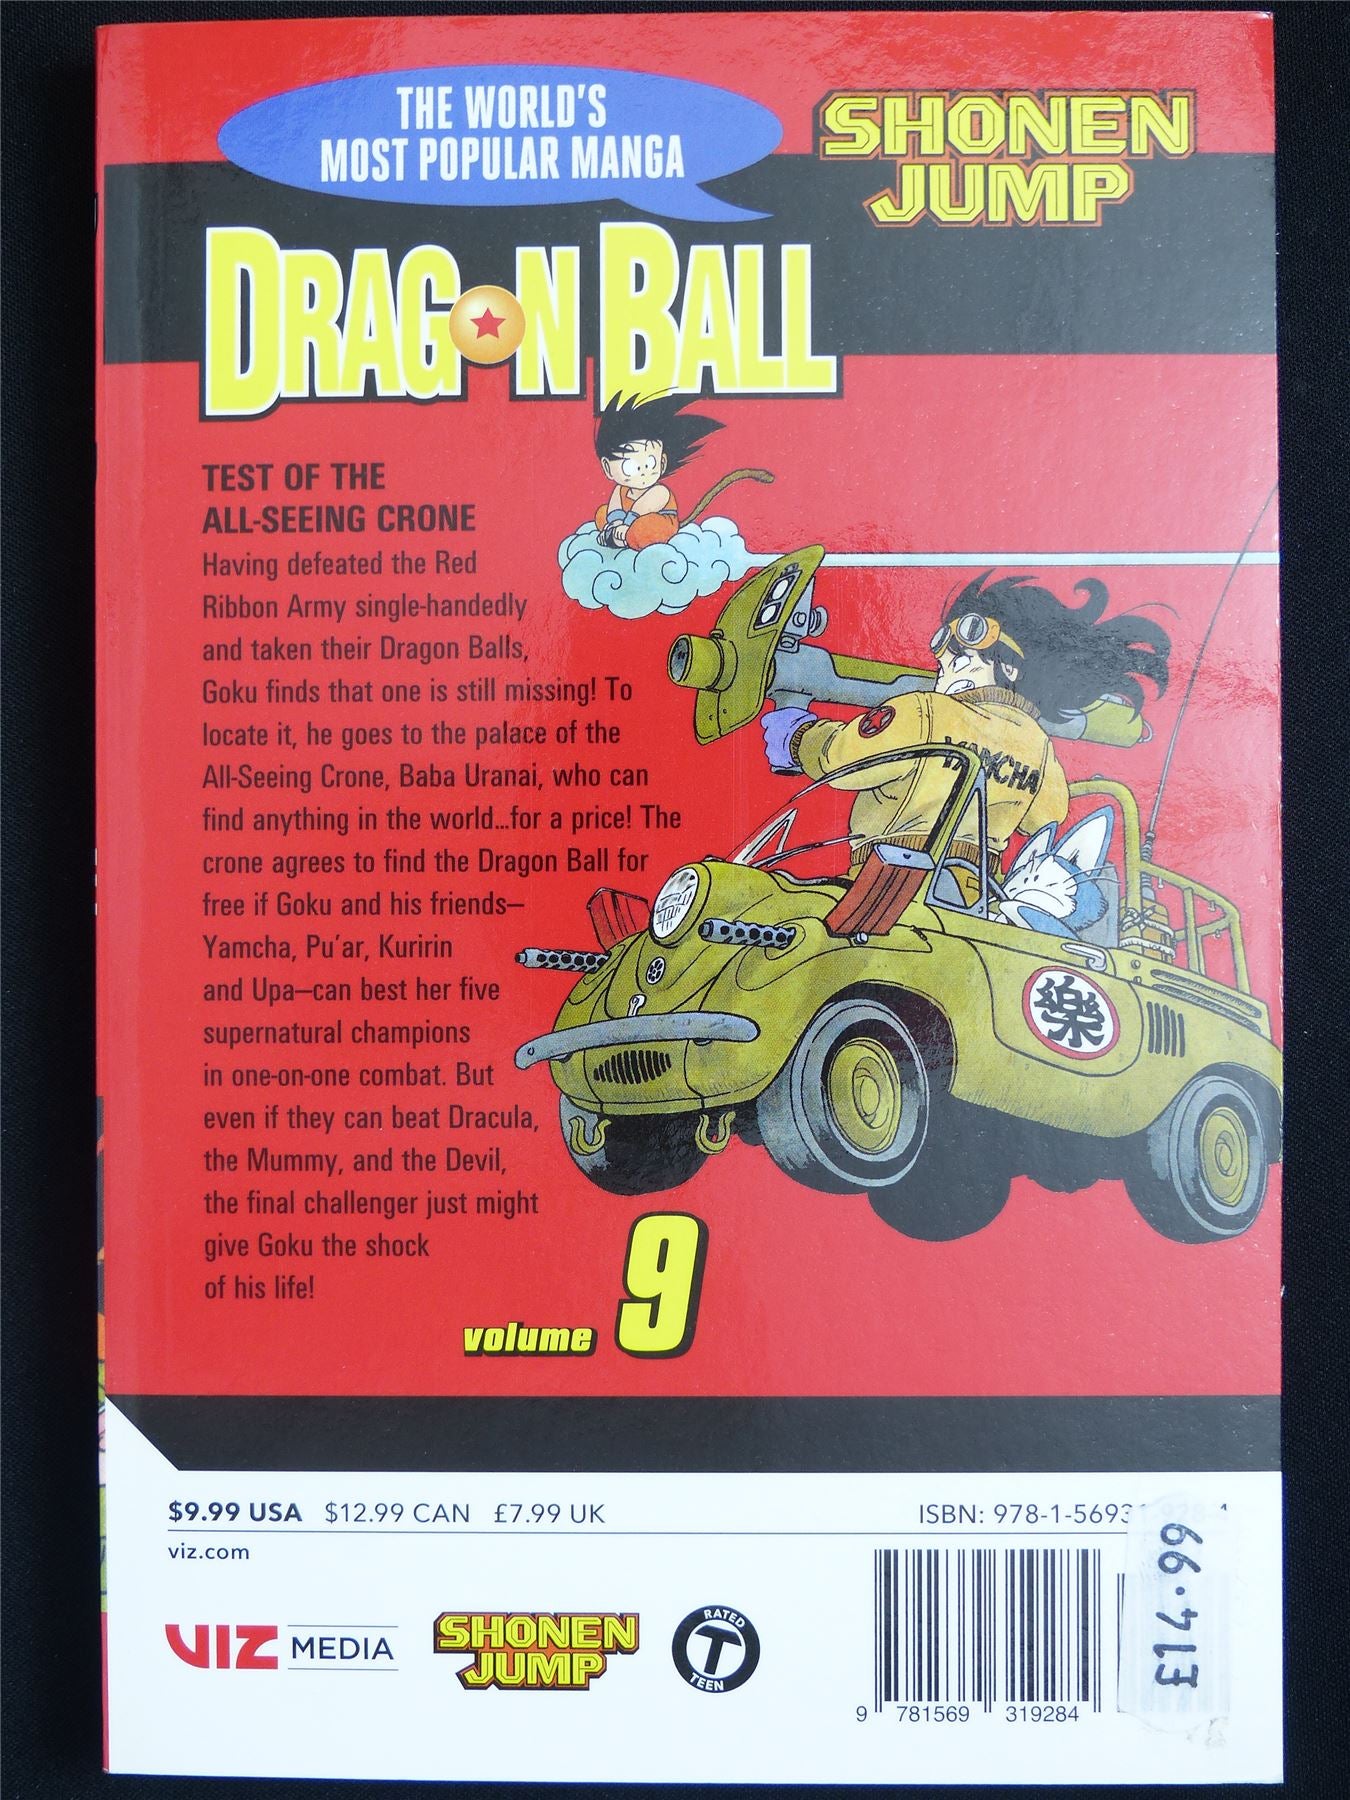 THE WORLD'S
MOST POPULAR MANGA
SHONEN
JUMP
DRAGON BALL
TEST OF THE
ALL-SEEING CRONE
Having defeated the Red
Ribbon Army single-handedly
and taken their Dragon Balls,
Goku finds that one is still missing! To
locate it, he goes to the palace of the
All-Seeing Crone, Baba Uranai, who can
find anything in the world...for a price! The
crone agrees to find the Dragon Ball for
free if Goku and his friends—
Yamcha, Pu'ar, Kuririn
and Upa—can best her five
supernatural champions
in one-on-one combat. But
even if they can beat Dracula,
the Mummy, and the Devil,
the final challenger just might
give Goku the shock
of his life!
YAMCHA
樂
volume 9
$9.99 USA $12.99 CAN £7.99 UK
ISBN: 978-1-56931-928-4
viz.com
VIZ MEDIA
SHONEN
JUMP
RATED
T
TEEN
9 781569 319284
£14.99